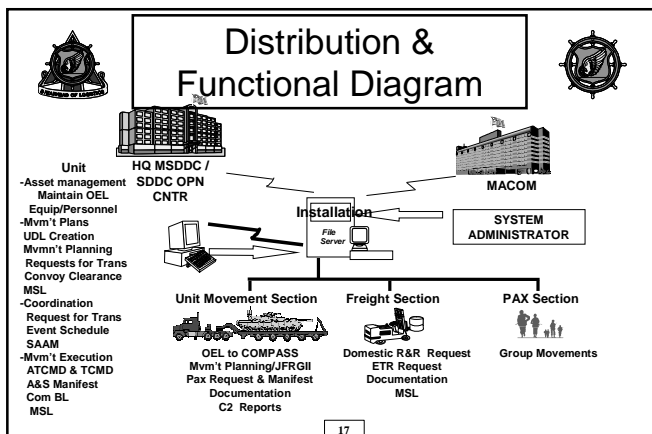 Distribution &
Functional Diagram
HQ MSDDC /
SDDC OPN
CNTR
MACOM
Unit
-Asset management
Maintain OEL
Equip/Personnel
-Mvm't Plans
UDL Creation
Mvmn't Planning
Requests for Trans
Convoy Clearance
MSL
-Coordination
Request for Trans
Event Schedule
SAAM
-Mvm't Execution
ATCMD & TCMD
A&S Manifest
Com BL
MSL
Installation
File
Server
SYSTEM
ADMINISTRATOR
Unit Movement Section
OEL to COMPASS
Mvm't Planning/JFRGII
Pax Request & Manifest
Documentation
C2 Reports
Freight Section
Domestic R&R Request
ETR Request
Documentation
MSL
PAX Section
Group Movements
17